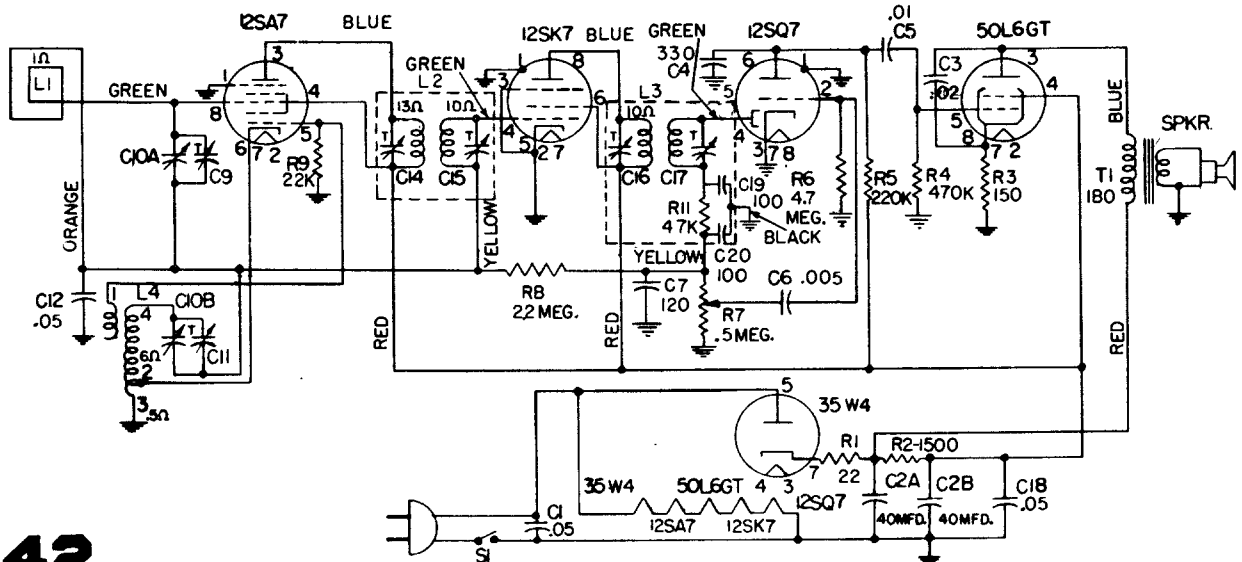 12SA7
BLUE
12SK7
BLUE
GREEN
12SQ7
.01
C5
50L6GT
1Ω
L1
GREEN
3
1
8
4
5
6 7 2
R9
22K
C10A
T
C9
GREEN
L2
13Ω
10Ω
T
T
C14
C15
8
3
4
5
2 7
6
330
C4
L3
10Ω
T
T
C16
C17
6
1
5
4
2
3 7 8
C3
.02
3
4
5
8
7 2
BLUE
SPKR.
T1
180
C19
100
R11
47K
BLACK
C20
100
R6
4.7
MEG.
R5
220K
R4
470K
R3
150
ORANGE
YELLOW
YELLOW
C12
.05
L4
1
4
6Ω
2
3
.5Ω
C10B
T
C11
R8
2.2 MEG.
C7
120
C6 .005
R7
.5 MEG.
RED
RED
RED
5
35W4
7
4 3
R1
22
R2-1500
C2A
40MFD.
C2B
40MFD.
C18
.05
C1
.05
S1
35W4
50L6GT
12SQ7
12SA7
12SK7
42